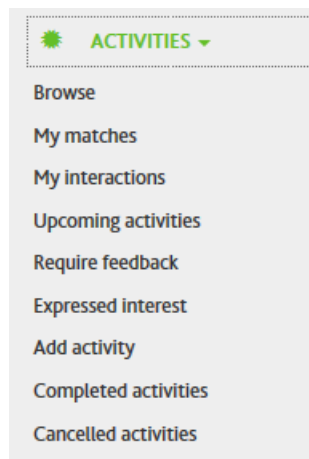 ACTIVITIES
Browse
My matches
My interactions
Upcoming activities
Require feedback
Expressed interest
Add activity
Completed activities
Cancelled activities